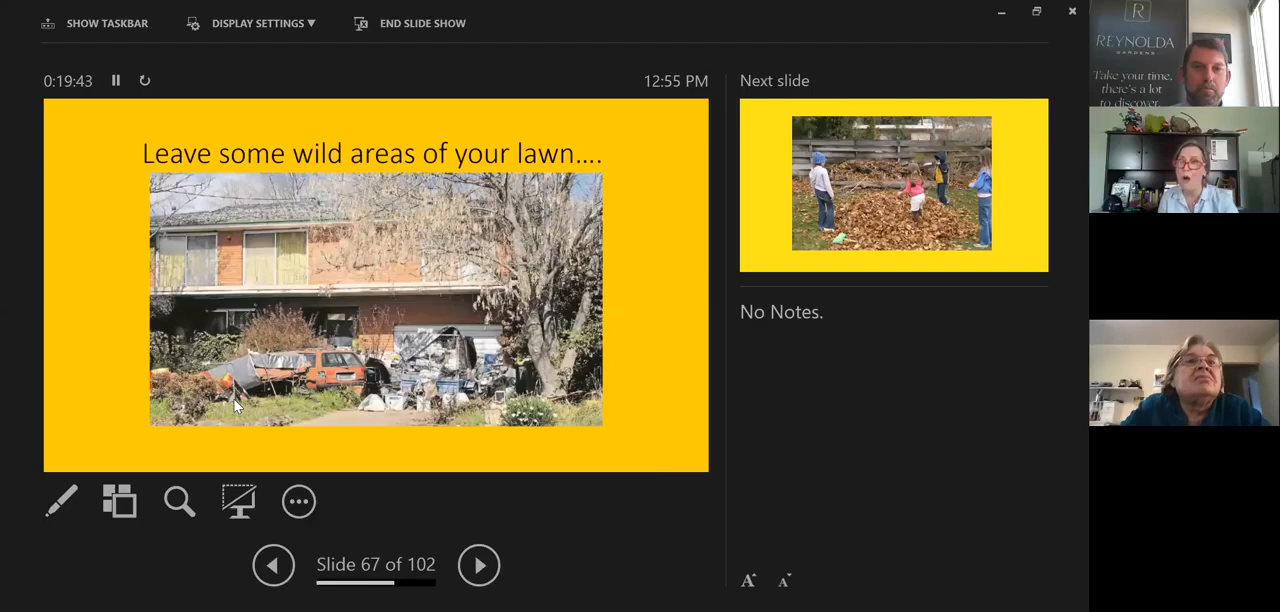 SHOW TASKBAR
DISPLAY SETTINGS ▼
END SLIDE SHOW
0:19:43
12:55 PM
Next slide
Leave some wild areas of your lawn....
No Notes.
Slide 67 of 102
A
A
R
REYNOLDA
GARDENS
Take your time,
there's a lot
to discover.